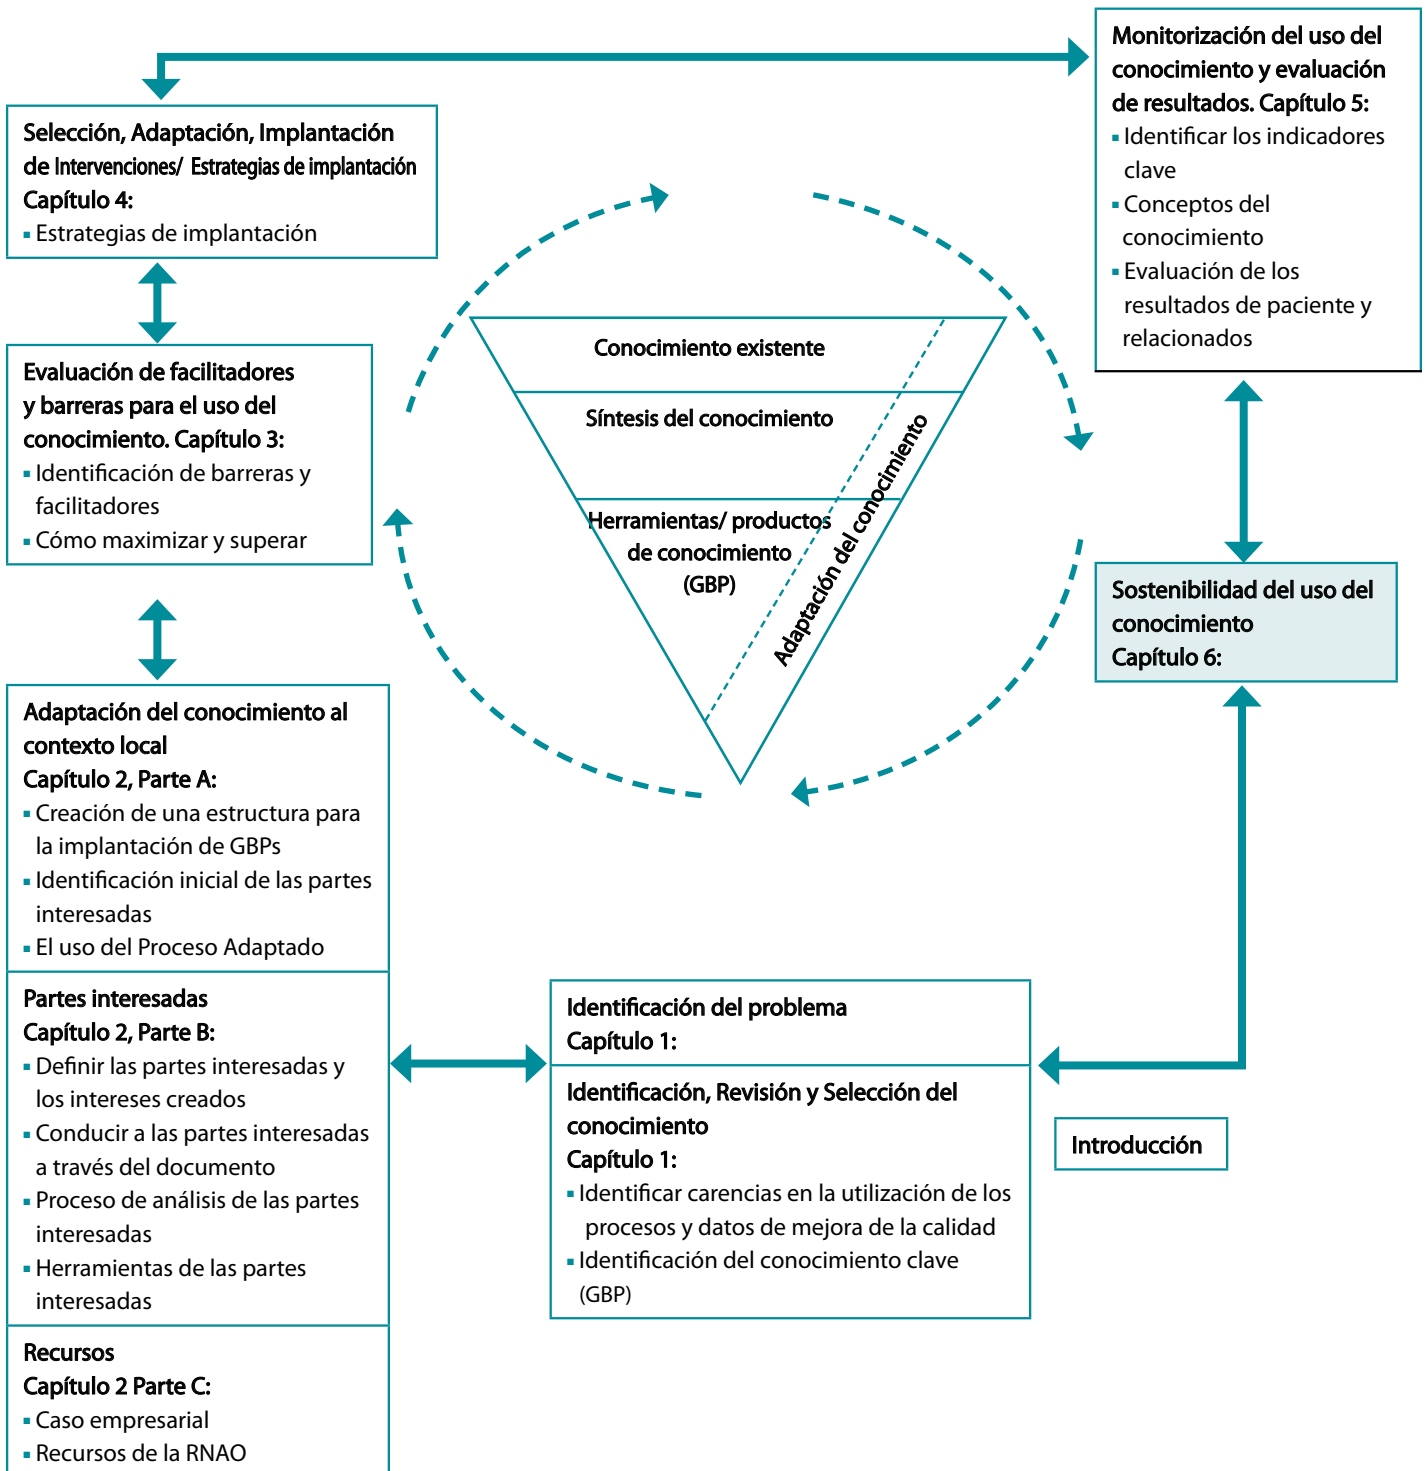 Monitorización del uso del
conocimiento y evaluación
de resultados. Capítulo 5:
▪ Identificar los indicadores
clave
▪ Conceptos del
conocimiento
▪ Evaluación de los
resultados de paciente y
relacionados
Selección, Adaptación, Implantación
de Intervenciones/ Estrategias de implantación
Capítulo 4:
▪ Estrategias de implantación
Evaluación de facilitadores
y barreras para el uso del
conocimiento. Capítulo 3:
▪ Identificación de barreras y
facilitadores
▪ Cómo maximizar y superar
Conocimiento existente
Síntesis del conocimiento
Herramientas/ productos
de conocimiento
(GBP)
Adaptación del conocimiento
Sostenibilidad del uso del
conocimiento
Capítulo 6:
Adaptación del conocimiento al
contexto local
Capítulo 2, Parte A:
▪ Creación de una estructura para
la implantación de GBPs
▪ Identificación inicial de las partes
interesadas
▪ El uso del Proceso Adaptado
Partes interesadas
Capítulo 2, Parte B:
▪ Definir las partes interesadas y
los intereses creados
▪ Conducir a las partes interesadas
a través del documento
▪ Proceso de análisis de las partes
interesadas
▪ Herramientas de las partes
interesadas
Recursos
Capítulo 2 Parte C:
▪ Caso empresarial
▪ Recursos de la RNAO
Identificación del problema
Capítulo 1:
Identificación, Revisión y Selección del
conocimiento
Capítulo 1:
▪ Identificar carencias en la utilización de los
procesos y datos de mejora de la calidad
▪ Identificación del conocimiento clave
(GBP)
Introducción